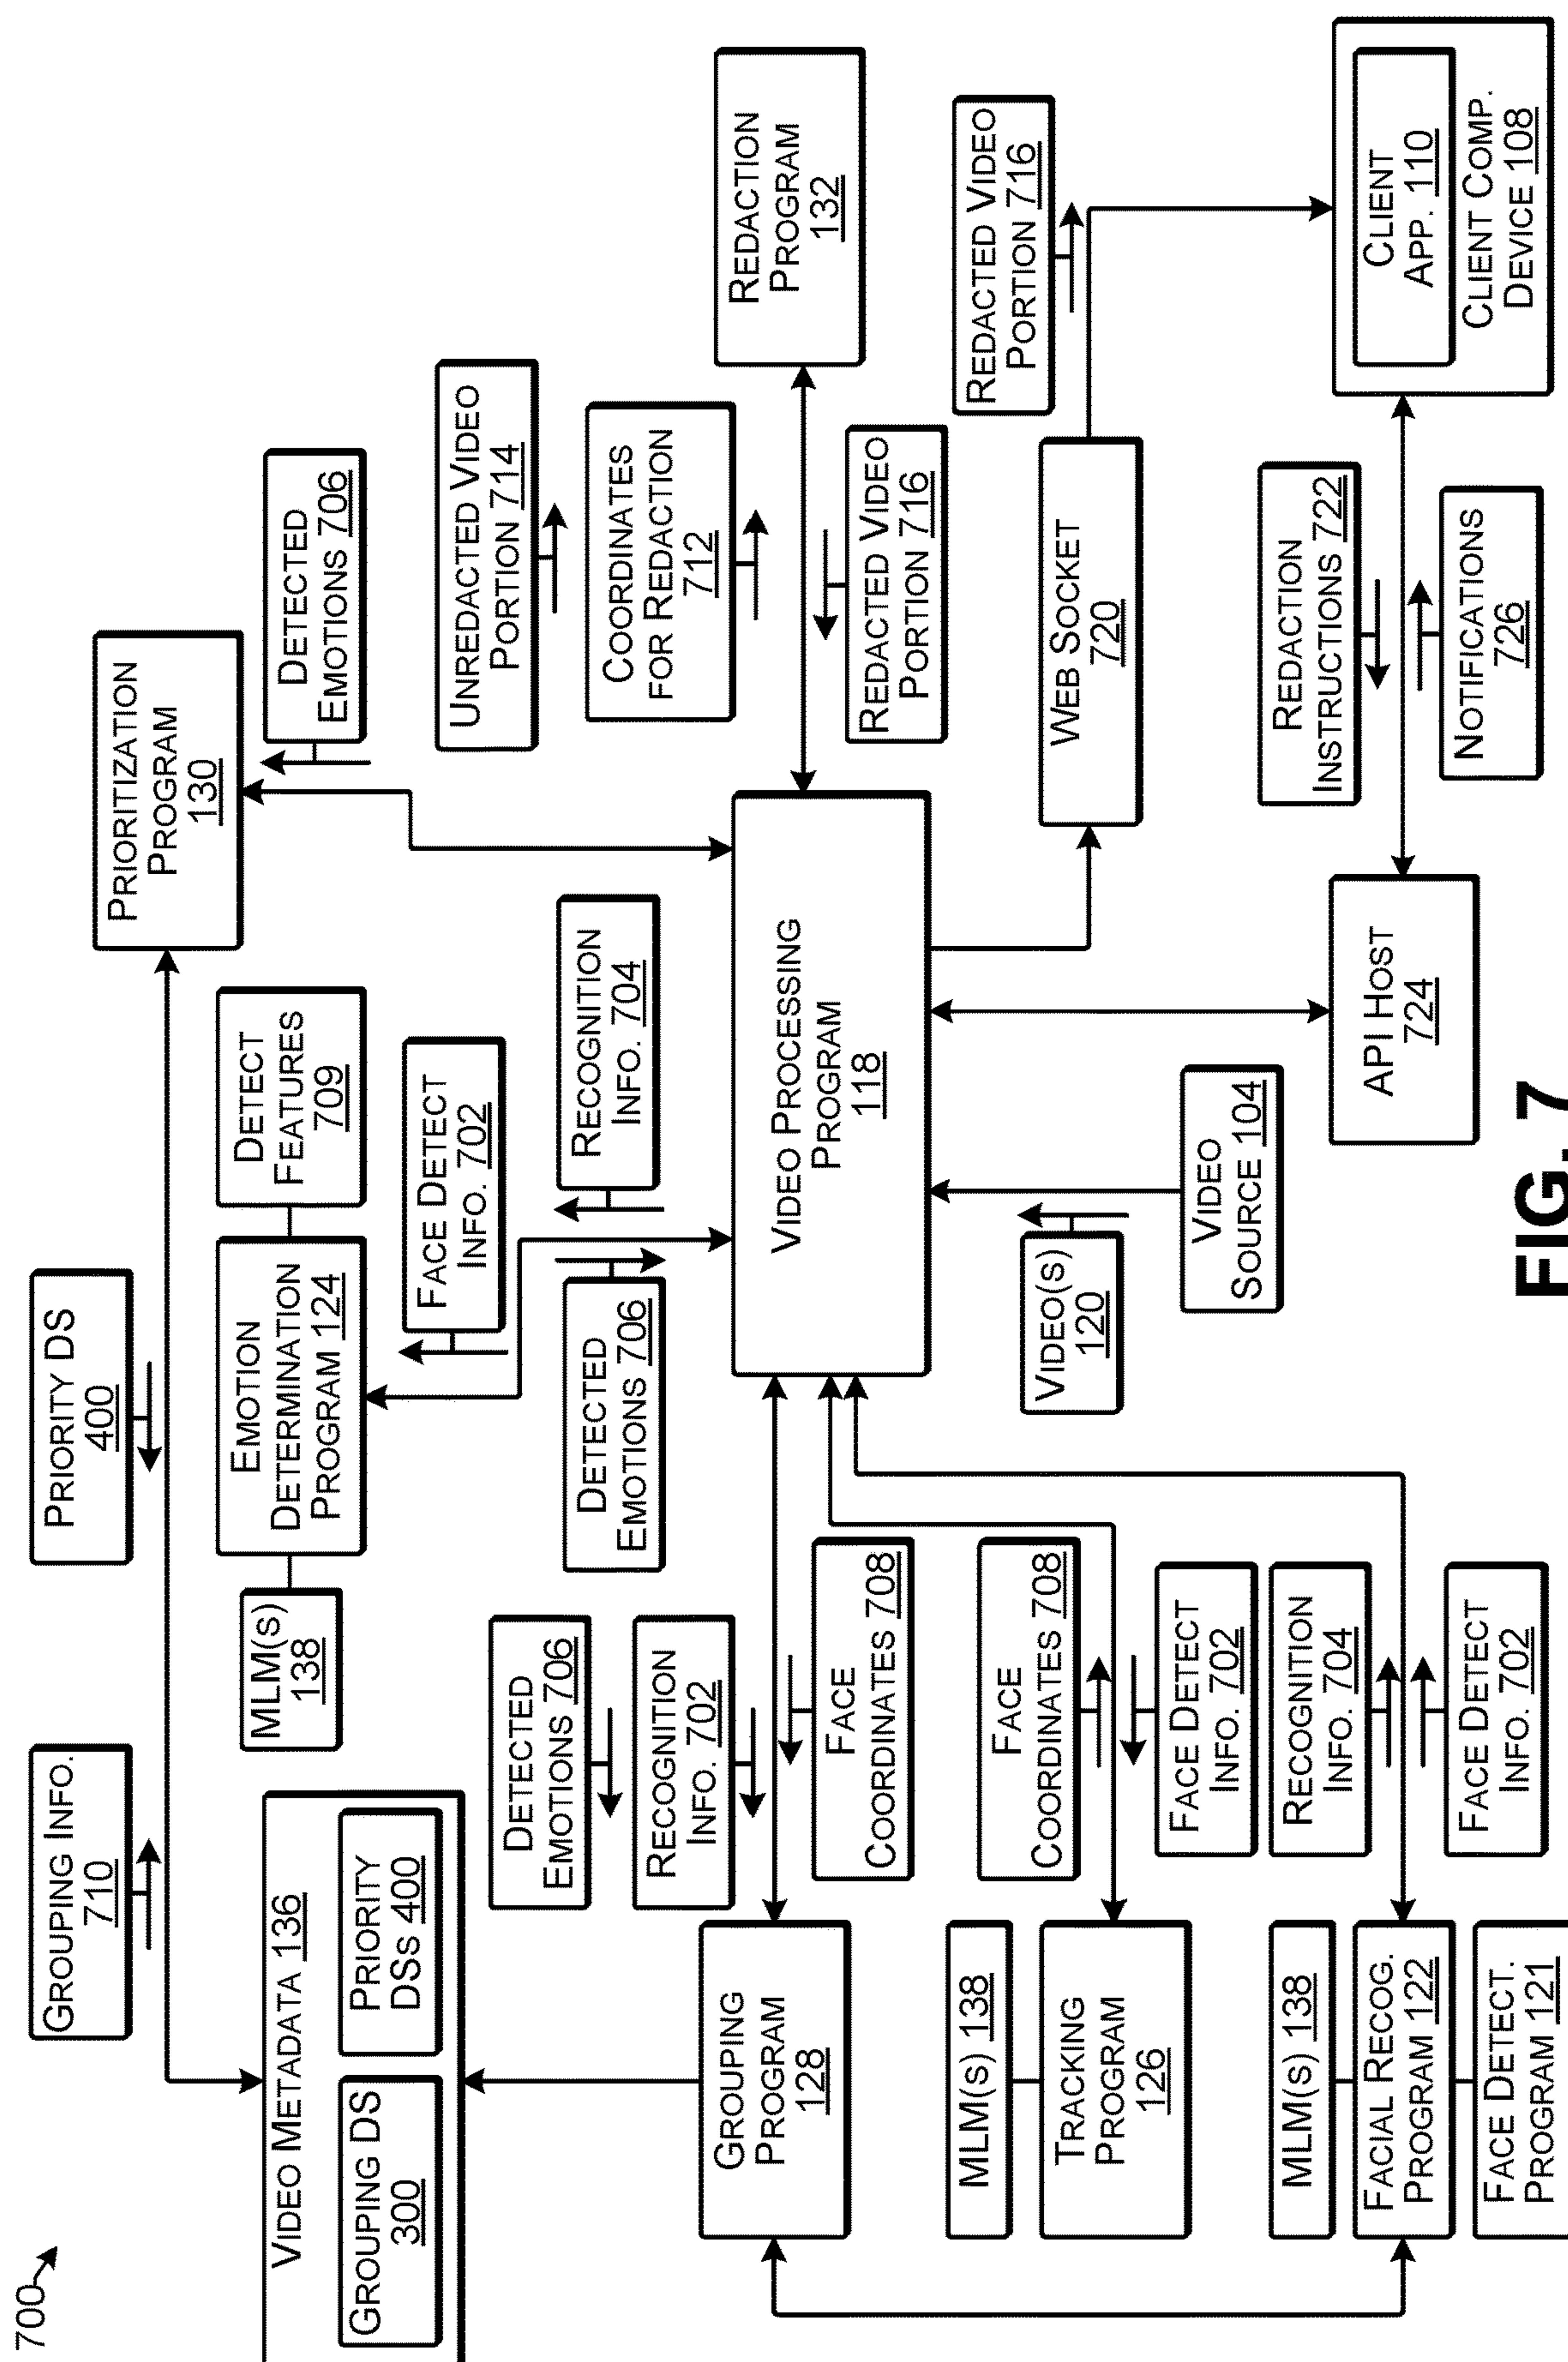 700
GROUPING INFO.
710
PRIORITY DS
400
VIDEO METADATA 136
GROUPING DS
300
PRIORITY
DSS 400
MLM(S)
138
EMOTION
DETERMINATION
PROGRAM 124
DETECT
FEATURES
709
PRIORITIZATION
PROGRAM
130
DETECTED
EMOTIONS 706
FACE DETECT
INFO. 702
RECOGNITION
INFO. 704
DETECTED
EMOTIONS 706
UNREDACTED VIDEO
PORTION 714
COORDINATES
FOR REDACTION
712
DETECTED
EMOTIONS 706
RECOGNITION
INFO. 702
FACE
COORDINATES 708
GROUPING
PROGRAM
128
VIDEO PROCESSING
PROGRAM
118
REDACTED VIDEO
PORTION 716
REDACTION
PROGRAM
132
MLM(S) 138
TRACKING
PROGRAM
126
FACE
COORDINATES 708
FACE DETECT
INFO. 702
VIDEO(S)
120
VIDEO
SOURCE 104
WEB SOCKET
720
REDACTED VIDEO
PORTION 716
MLM(S) 138
FACIAL RECOG.
PROGRAM 122
FACE DETECT.
PROGRAM 121
RECOGNITION
INFO. 704
FACE DETECT
INFO. 702
API HOST
724
REDACTION
INSTRUCTIONS 722
NOTIFICATIONS
726
CLIENT
APP. 110
CLIENT COMP.
DEVICE 108
FIG. 7